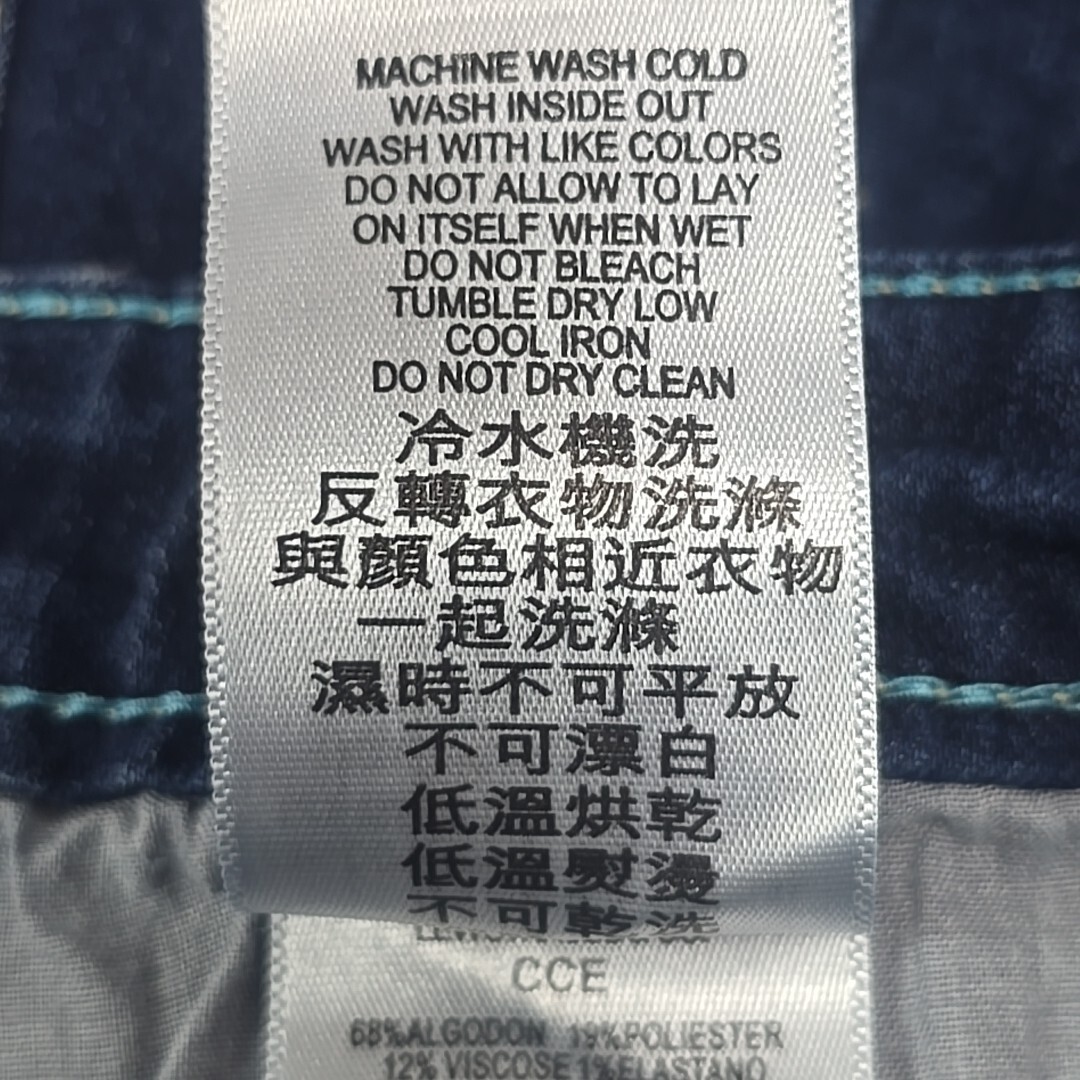 MACHINE WASH COLD
WASH INSIDE OUT
WASH WITH LIKE COLORS
DO NOT ALLOW TO LAY
ON ITSELF WHEN WET
DO NOT BLEACH
TUMBLE DRY LOW
COOL IRON
DO NOT DRY CLEAN
冷水機洗
反轉衣物洗滌
與顏色相近衣物
一起洗滌
濕時不可平放
不可漂白
低溫烘乾
低溫熨燙
不可乾洗
CCE
68%ALGODON 19%POLIESTER
12% VISCOSE 1%ELASTANO